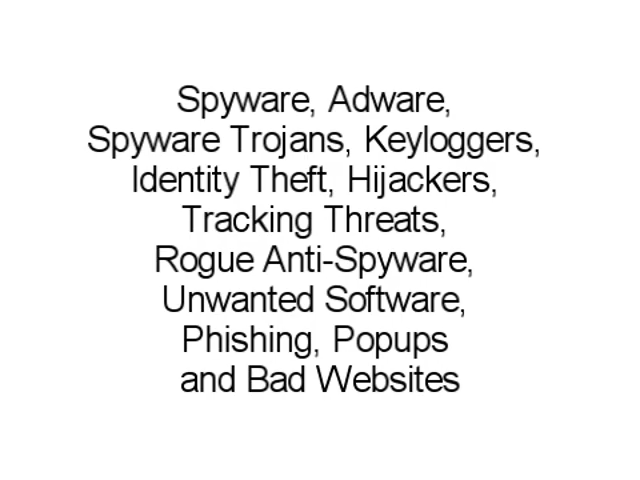 Spyware, Adware,
Spyware Trojans, Keyloggers,
Identity Theft, Hijackers,
Tracking Threats,
Rogue Anti-Spyware,
Unwanted Software,
Phishing, Popups
and Bad Websites